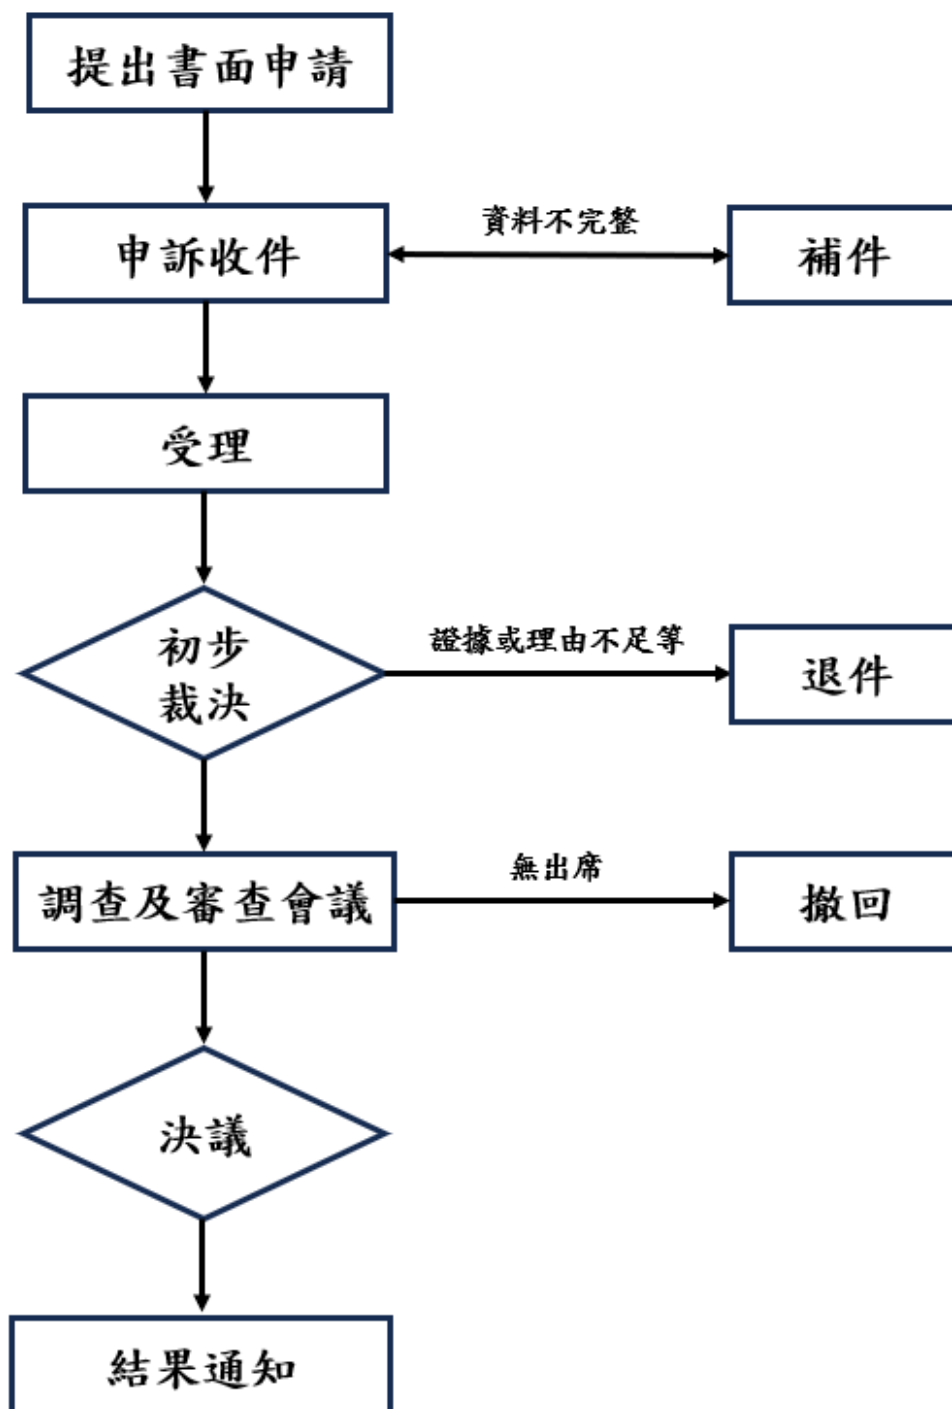 提出書面申請
申訴收件
資料不完整
補件
受理
初步
裁決
證據或理由不足等
退件
調查及審查會議
無出席
撤回
決議
結果通知